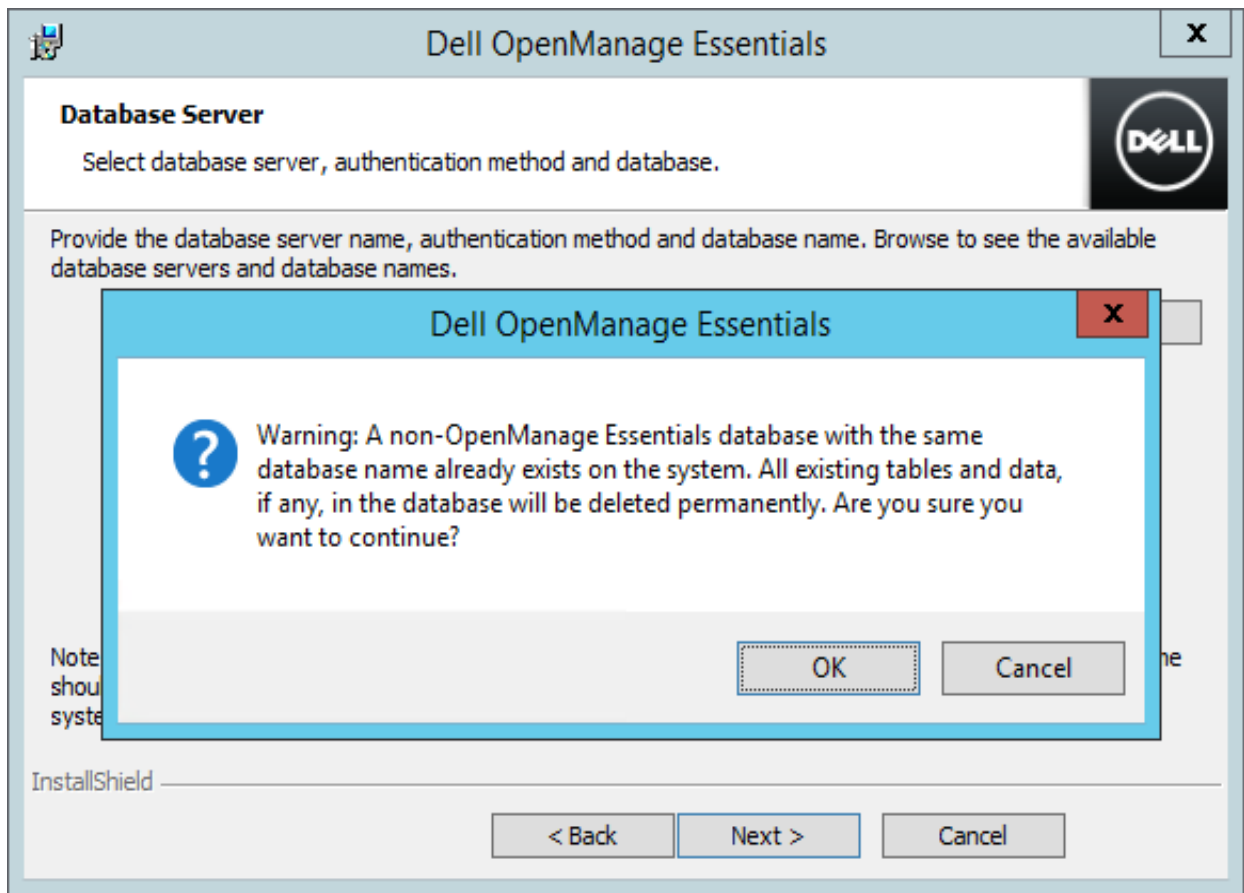 Dell OpenManage Essentials
X
Database Server
Select database server, authentication method and database.
DELL
Provide the database server name, authentication method and database name. Browse to see the available
database servers and database names.
Dell OpenManage Essentials
X
?
Warning: A non-OpenManage Essentials database with the same
database name already exists on the system. All existing tables and data,
if any, in the database will be deleted permanently. Are you sure you
want to continue?
OK
Cancel
Note
InstallShield
< Back
Next >
Cancel